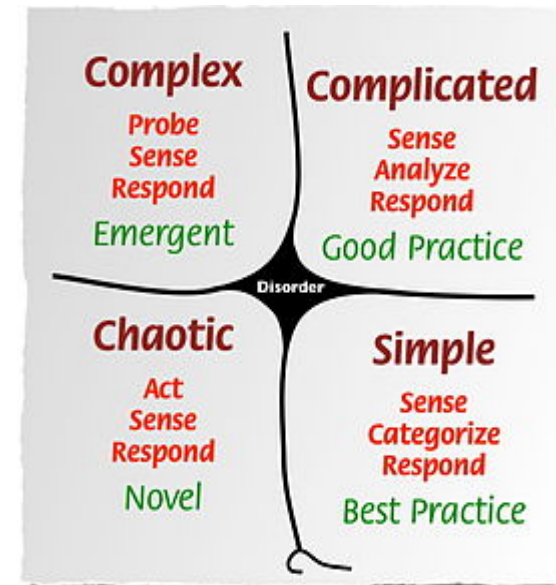 Complex
Probe
Sense
Respond
Emergent
Complicated
Sense
Analyze
Respond
Good Practice
Disorder
Chaotic
Act
Sense
Respond
Novel
Simple
Sense
Categorize
Respond
Best Practice